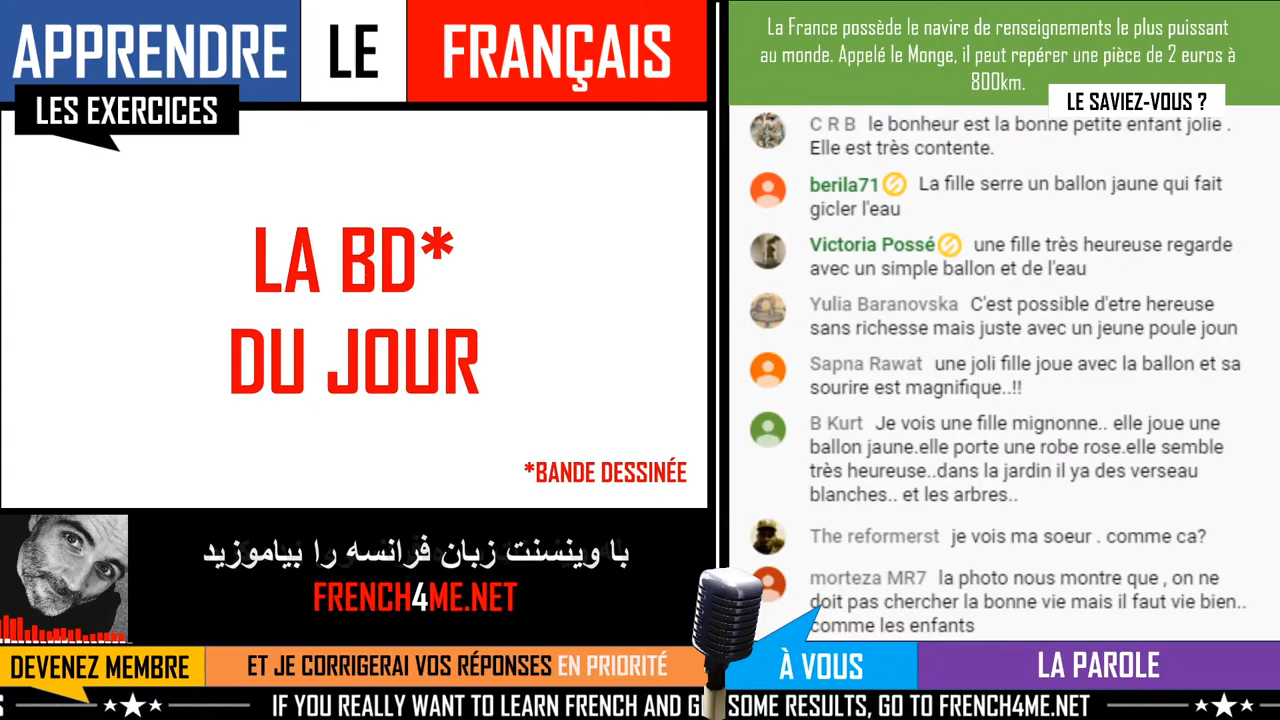 APPRENDRE LE FRANÇAIS
LES EXERCICES
LA BD*
DU JOUR
*BANDE DESSINÉE
با وینسنت زبان فرانسه را بیاموزید
FRENCH4ME.NET
DEVENEZ MEMBRE
ET JE CORRIGERAI VOS RÉPONSES EN PRIORITÉ
La France possède le navire de renseignements le plus puissant
au monde. Appelé le Monge, il peut repérer une pièce de 2 euros à
800km.
LE SAVIEZ-VOUS ?
C R B le bonheur est la bonne petite enfant jolie .
Elle est très contente.
berila71 La fille serre un ballon jaune qui fait
gicler l'eau
Victoria Possé une fille très heureuse regarde
avec un simple ballon et de l'eau
Yulia Baranovska C'est possible d'etre hereuse
sans richesse mais juste avec un jeune poule joun
Sapna Rawat une joli fille joue avec la ballon et sa
sourire est magnifique..!!
B Kurt Je vois une fille mignonne.. elle joue une
ballon jaune.elle porte une robe rose.elle semble
très heureuse..dans la jardin il ya des verseau
blanches.. et les arbres..
The reformerst je vois ma soeur . comme ca?
morteza MR7 la photo nous montre que , on ne
doit pas chercher la bonne vie mais il faut vie bien..
comme les enfants
À VOUS LA PAROLE
IF YOU REALLY WANT TO LEARN FRENCH AND G SOME RESULTS, GO TO FRENCH4ME.NET